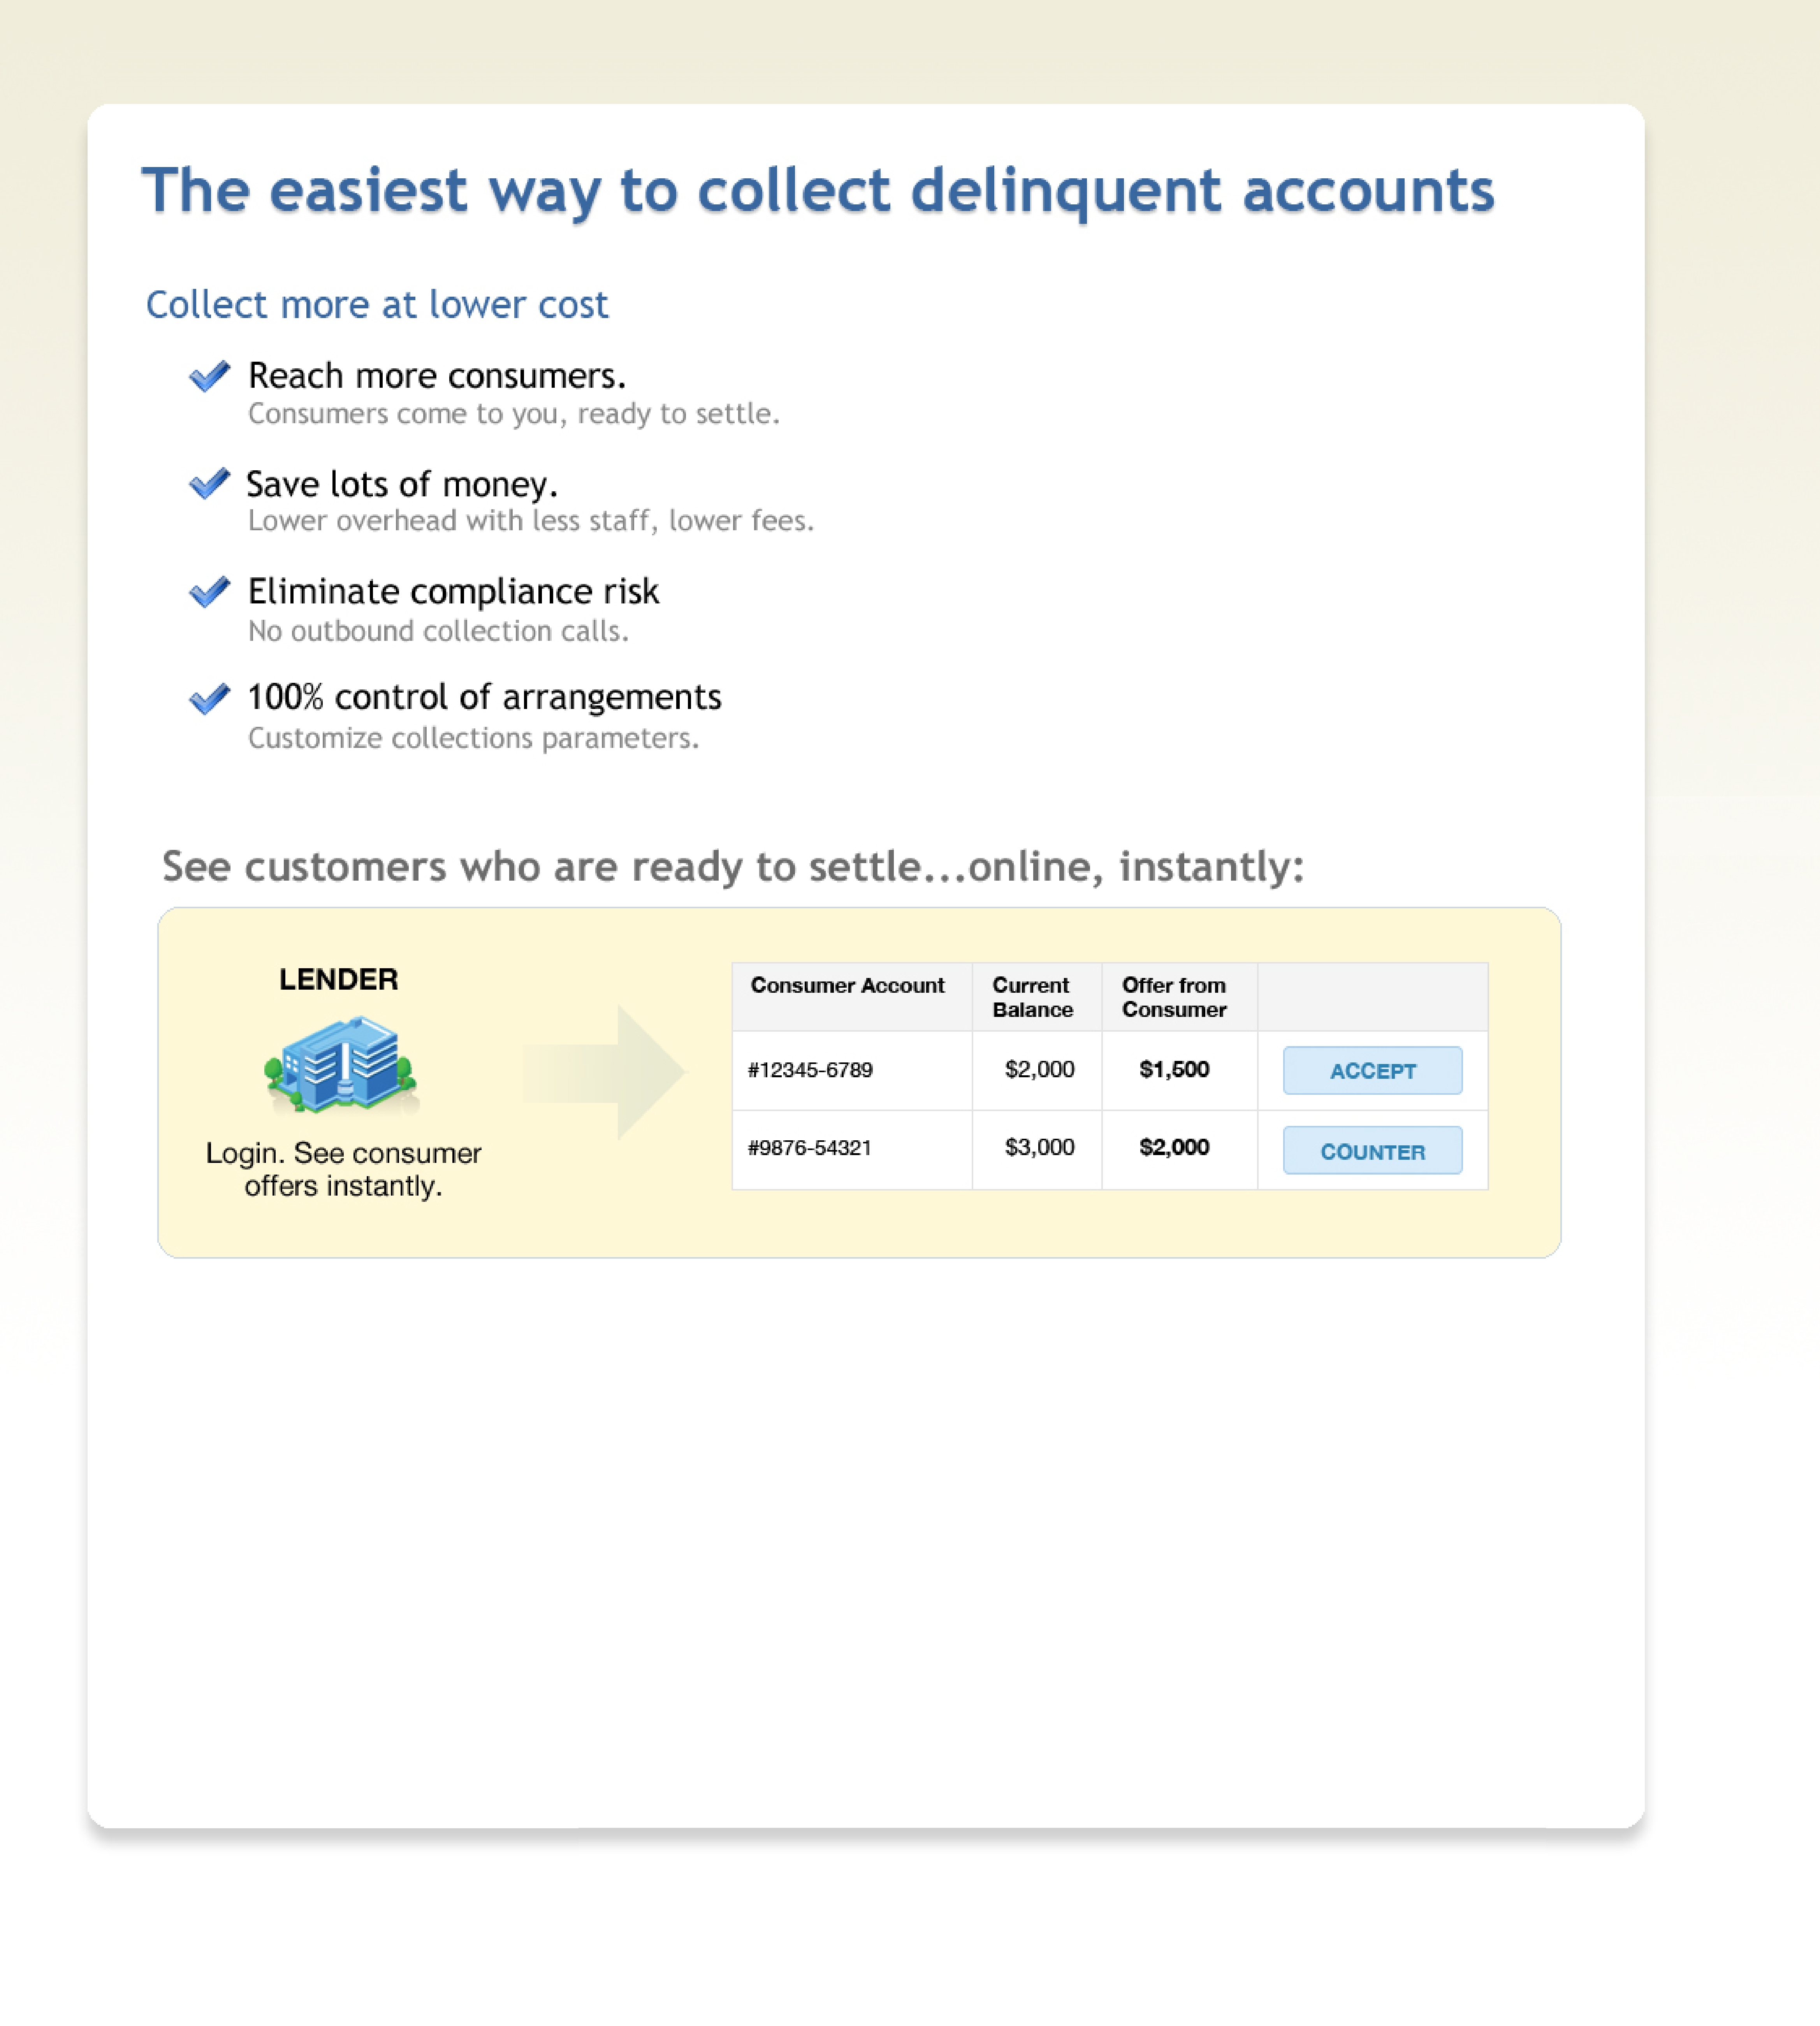 The easiest way to collect delinquent accounts
Collect more at lower cost
Reach more consumers.
Consumers come to you, ready to settle.
Save lots of money.
Lower overhead with less staff, lower fees.
Eliminate compliance risk
No outbound collection calls.
100% control of arrangements
Customize collections parameters.
See customers who are ready to settle...online, instantly:
LENDER
Login. See consumer
offers instantly.
Consumer Account Current Balance Offer from Consumer
#12345-6789 $2,000 $1,500 ACCEPT
#9876-54321 $3,000 $2,000 COUNTER